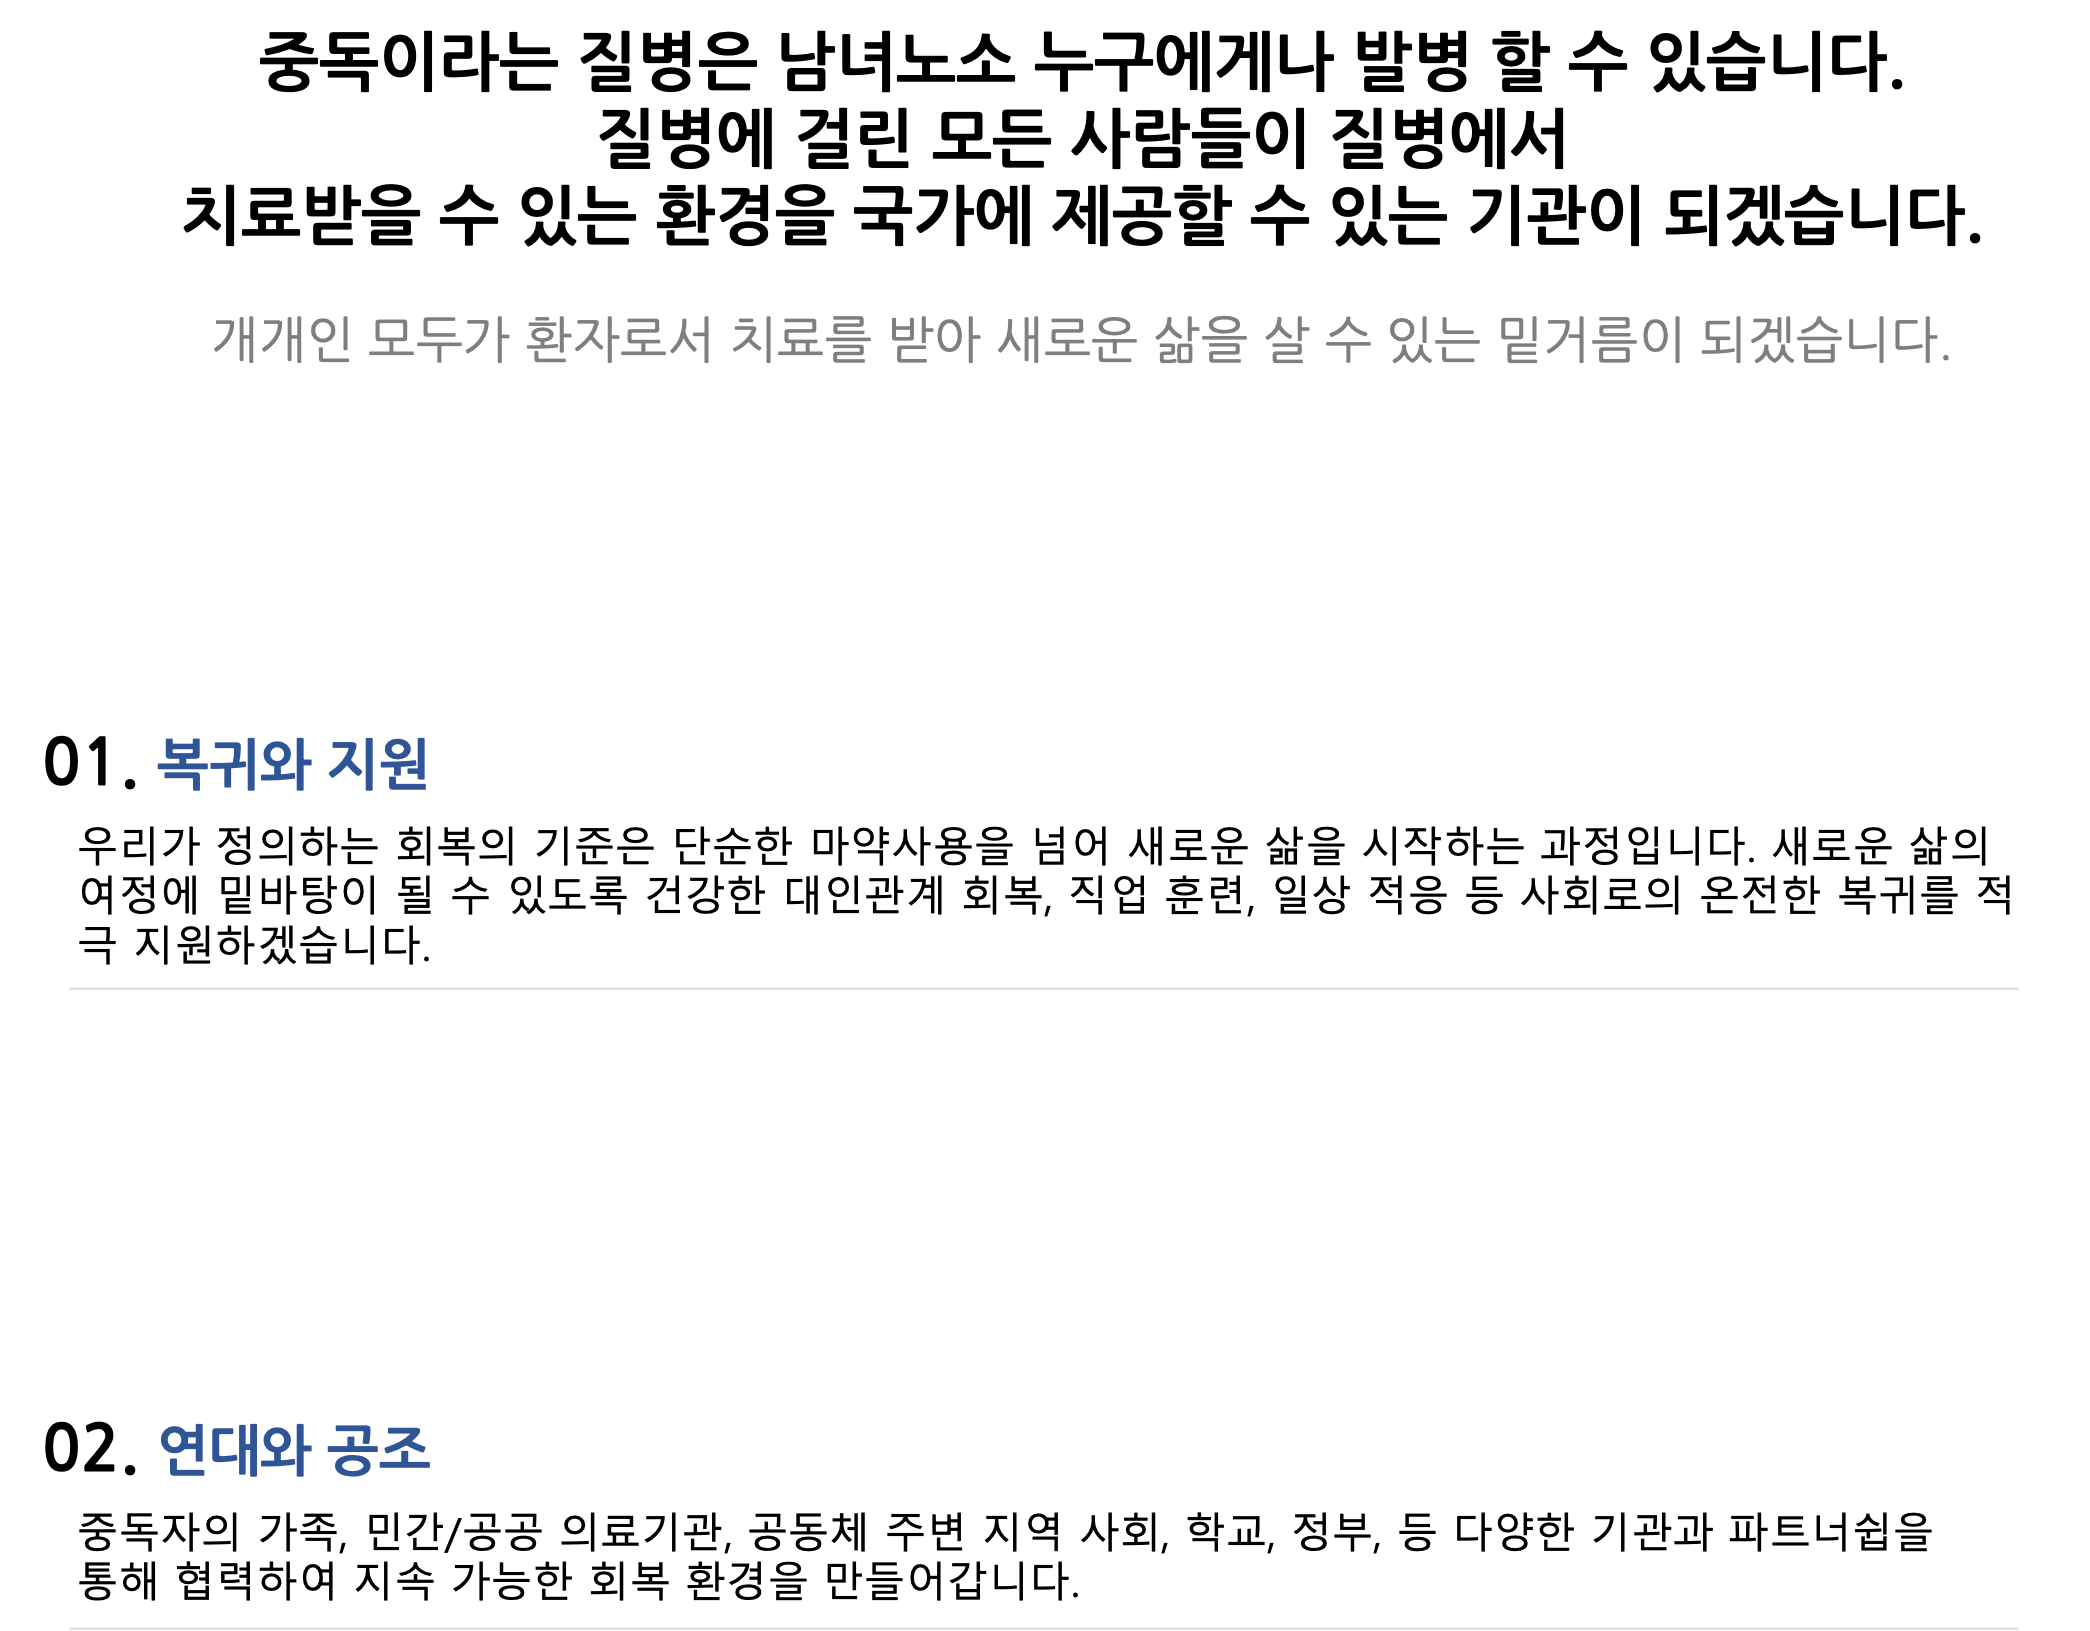 중독이라는 질병은 남녀노소 누구에게나 발병 할 수 있습니다.
질병에 걸린 모든 사람들이 질병에서
치료받을 수 있는 환경을 국가에 제공할 수 있는 기관이 되겠습니다.
개개인 모두가 환자로서 치료를 받아 새로운 삶을 살 수 있는 밑거름이 되겠습니다.
01. 복귀와 지원
우리가 정의하는 회복의 기준은 단순한 마약사용을 넘어 새로운 삶을 시작하는 과정입니다. 새로운 삶의
여정에 밑바탕이 될 수 있도록 건강한 대인관계 회복, 직업 훈련, 일상 적응 등 사회로의 온전한 복귀를 적
극 지원하겠습니다.
02. 연대와 공조
중독자의 가족, 민간/공공 의료기관, 공동체 주변 지역 사회, 학교, 정부, 등 다양한 기관과 파트너쉽을
통해 협력하여 지속 가능한 회복 환경을 만들어갑니다.